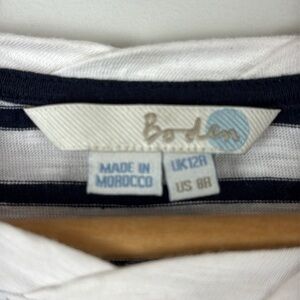 Boden
MADE IN
MOROCCO
UK12R
US 8R